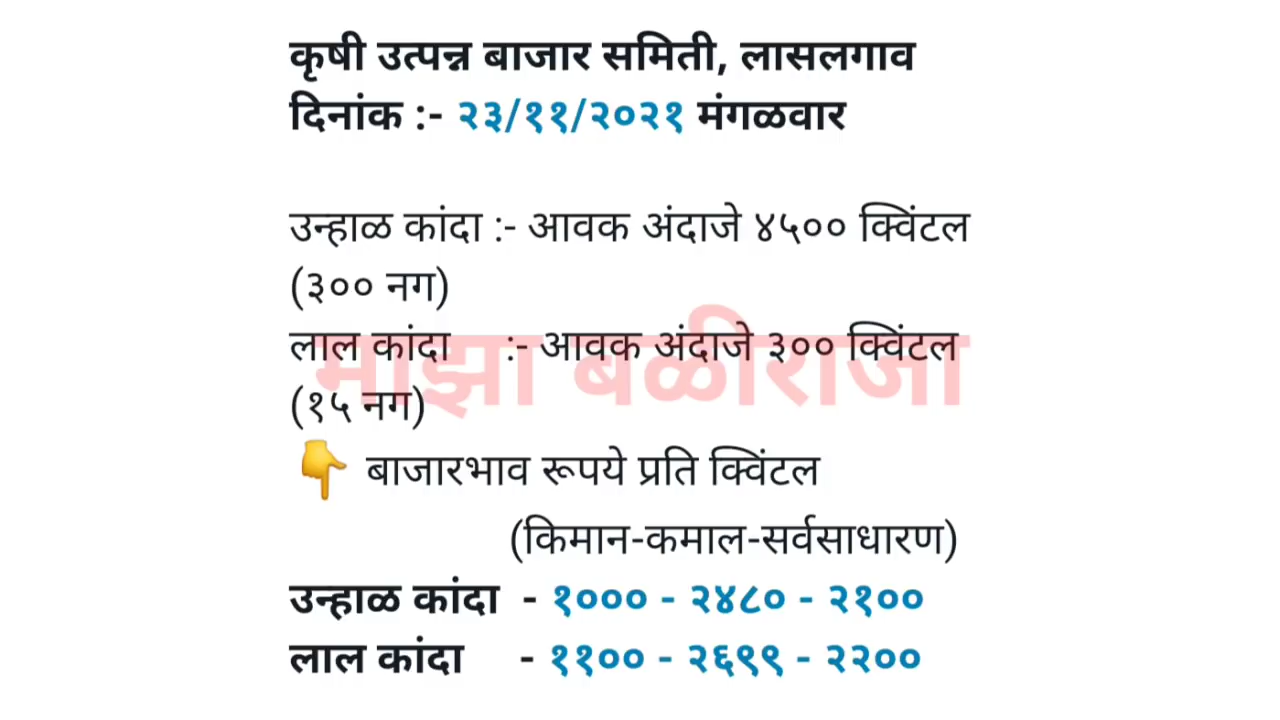 कृषी उत्पन्न बाजार समिती, लासलगाव
दिनांक :- २३/११/२०२१ मंगळवार
उन्हाळ कांदा :- आवक अंदाजे ४५०० क्विंटल
(३०० नग)
लाल कांदा :- आवक अंदाजे ३०० क्विंटल
माझा बळीराजा
(१५ नग)
👇 बाजारभाव रूपये प्रति क्विंटल
(किमान-कमाल-सर्वसाधारण)
उन्हाळ कांदा - १००० - २४८० - २१००
लाल कांदा - ११०० - २६९९ - २२००